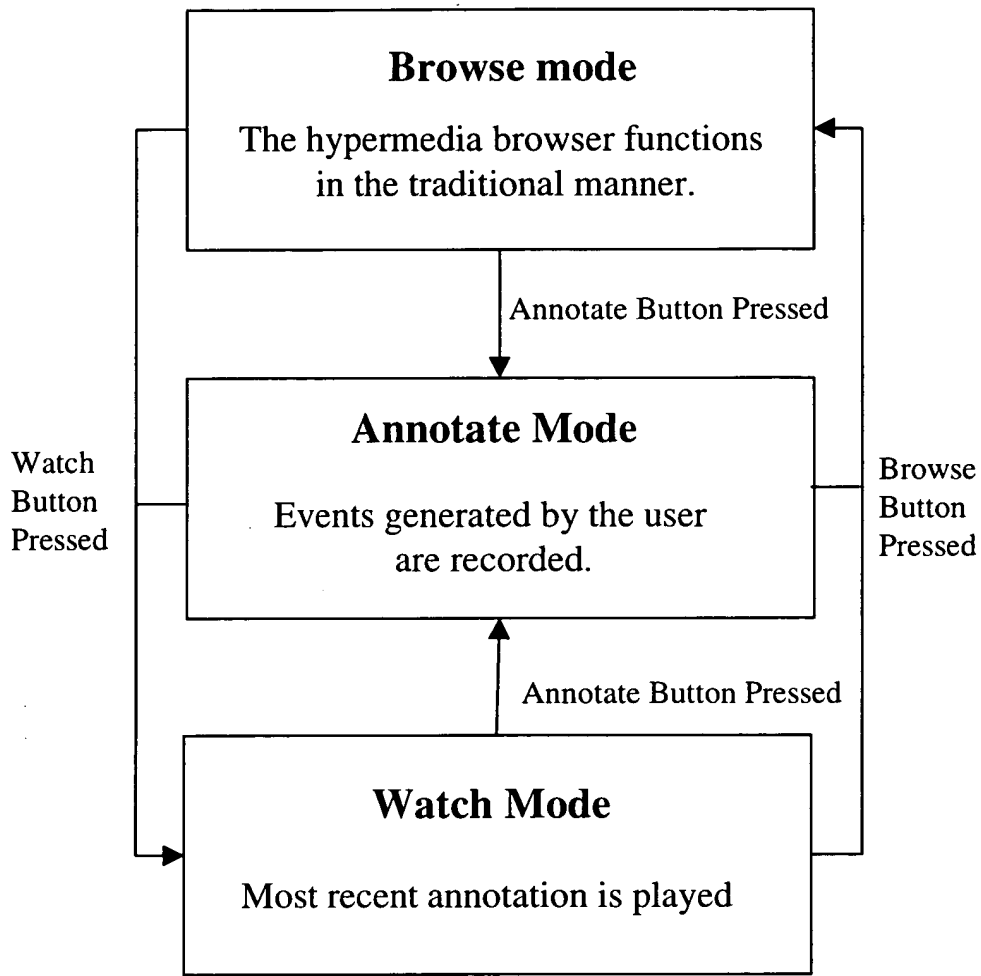 Browse mode
The hypermedia browser functions
in the traditional manner.
Annotate Button Pressed
Annotate Mode
Events generated by the user
are recorded.
Watch
Button
Pressed
Browse
Button
Pressed
Annotate Button Pressed
Watch Mode
Most recent annotation is played